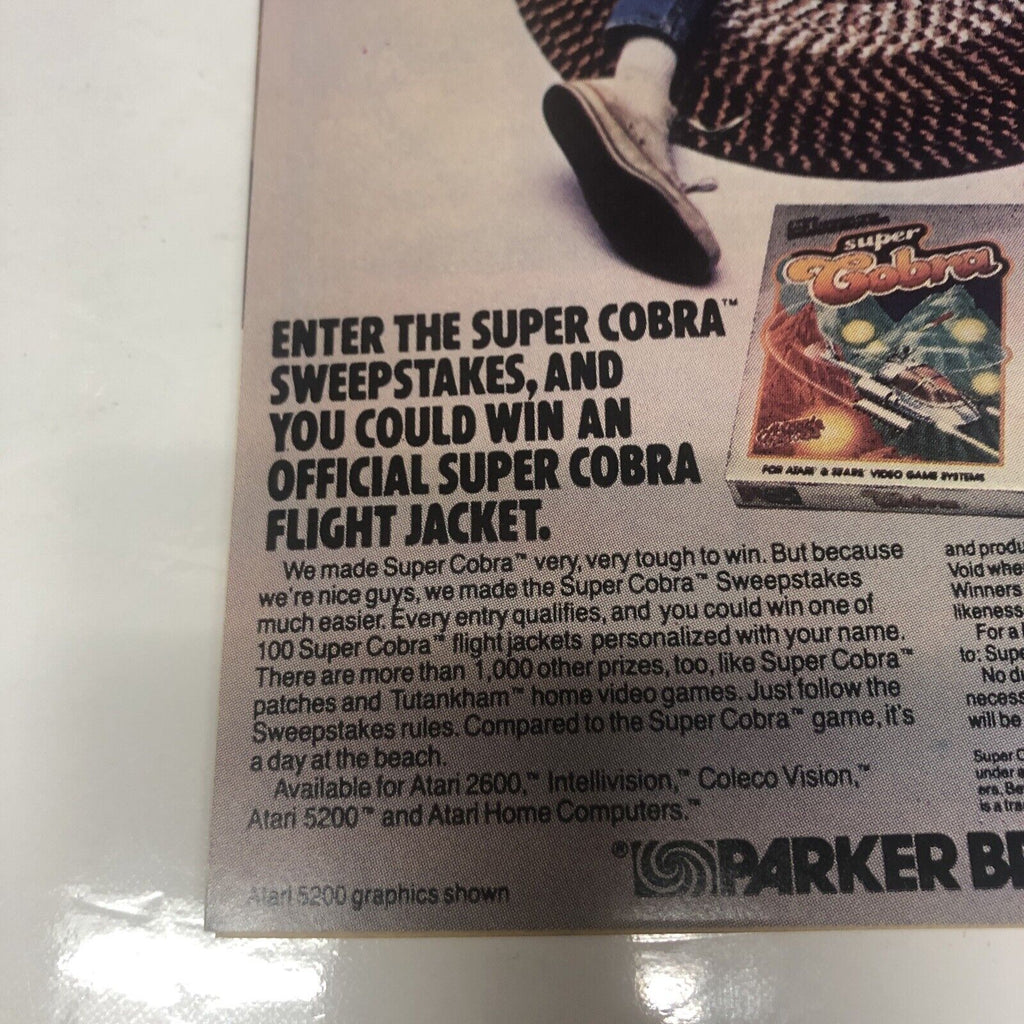 super
Cobra
FOR ATARI & SEARS VIDEO GAME SYSTEMS
ENTER THE SUPER COBRA™
SWEEPSTAKES, AND
YOU COULD WIN AN
OFFICIAL SUPER COBRA
FLIGHT JACKET.
We made Super Cobra™ very, very tough to win. But because
we're nice guys, we made the Super Cobra™ Sweepstakes
much easier. Every entry qualifies, and you could win one of
100 Super Cobra™ flight jackets personalized with your name.
There are more than 1,000 other prizes, too, like Super Cobra™
patches and Tutankham™ home video games. Just follow the
Sweepstakes rules. Compared to the Super Cobra™ game, it's
a day at the beach.
Available for Atari 2600,™ Intellivision,™ Coleco Vision,™
Atari 5200™ and Atari Home Computers.™
and produ
Void whe
Winners
likeness
For a
to: Supe
No
necess
will be
Super C
under a
is a tra
® PARKER BR
Atari 5200 graphics shown